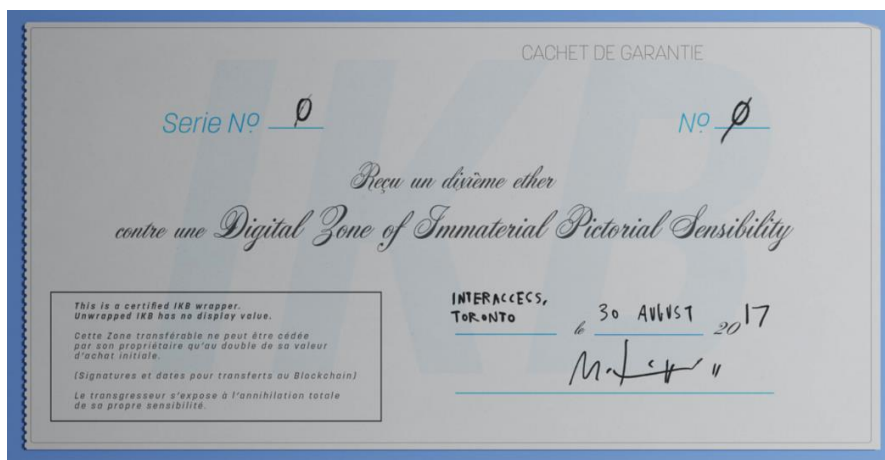 IKB
CACHET DE GARANTIE
Serie Nº 0
Nº 0
Reçu un dixième ether
contre une Digital Zone of Immaterial Pictorial Sensibility
This is a certified IKB wrapper.
Unwrapped IKB has no display value.
Cette Zone transférable ne peut être cédée
par son propriétaire qu'au double de sa valeur
d'achat initiale.
(Signatures et dates pour transferts au Blockchain)
Le transgresseur s'expose à l'annihilation totale
de sa propre sensibilité.
INTERACCECS,
TORONTO
le 30 AUGUST 2017